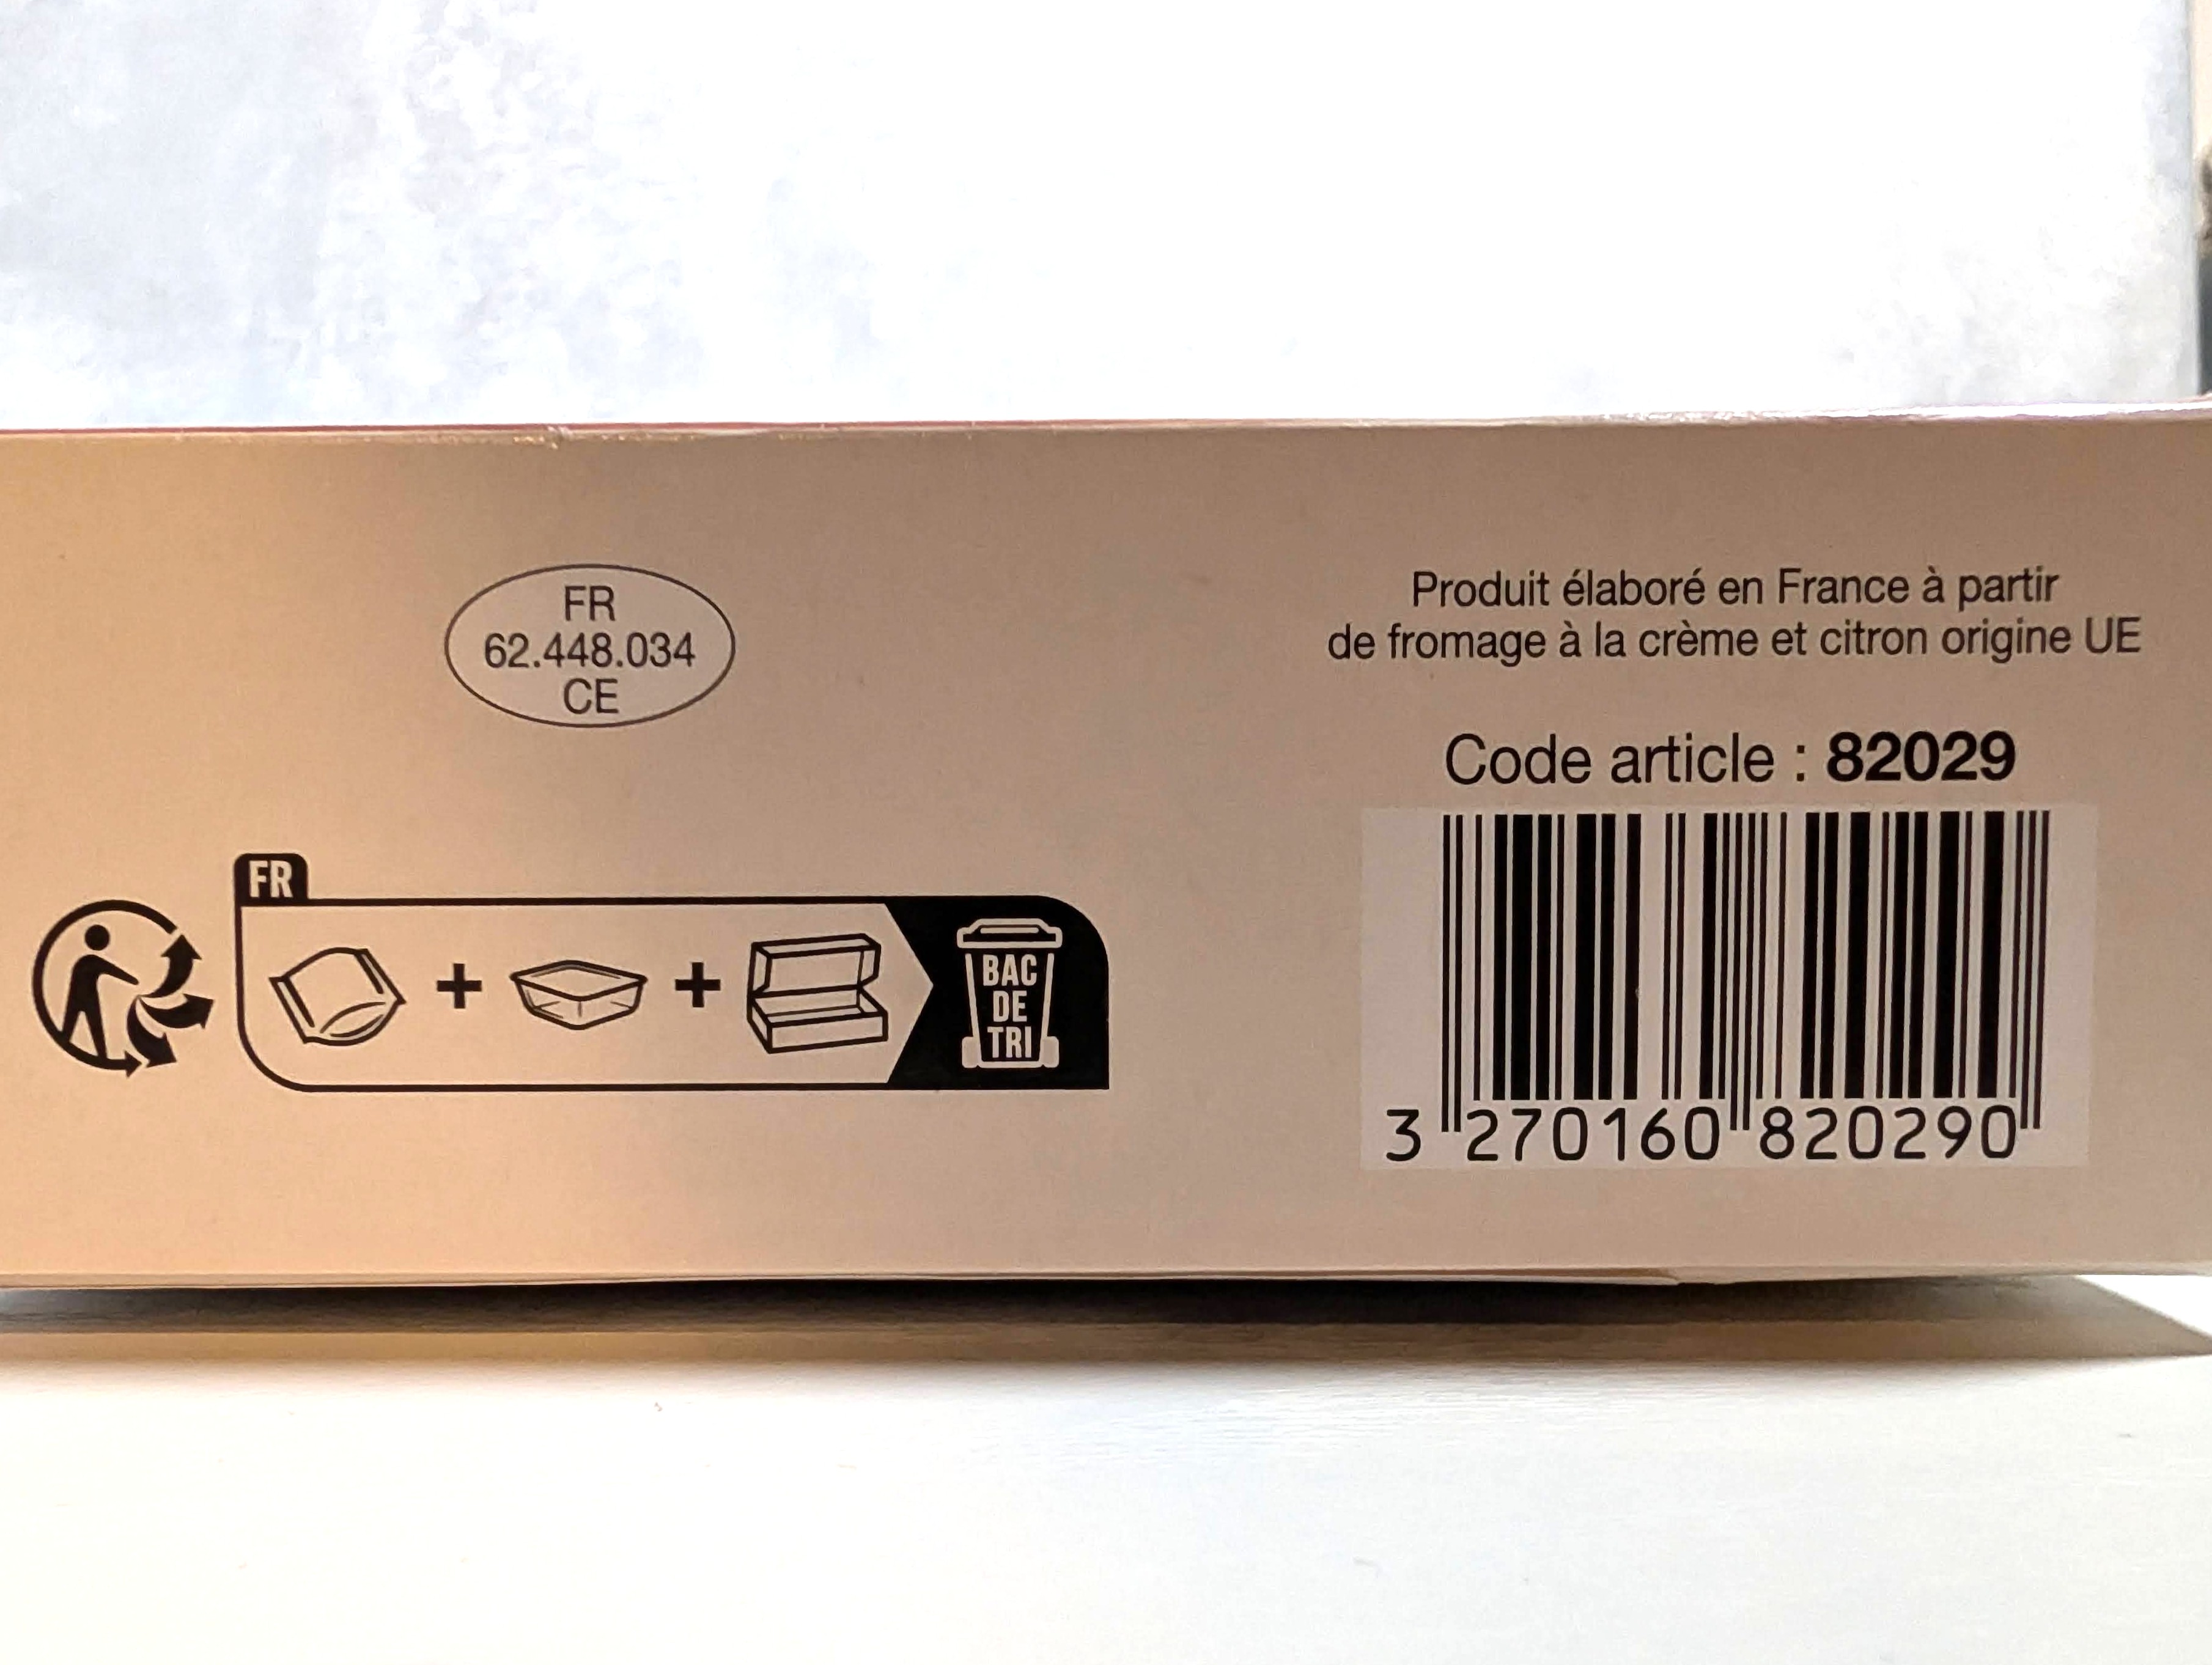 FR
62.448.034
CE
Produit élaboré en France à partir
de fromage à la crème et citron origine UE
Code article : 82029
FR
+ +
BAC
DE
TRI
3 270160 820290